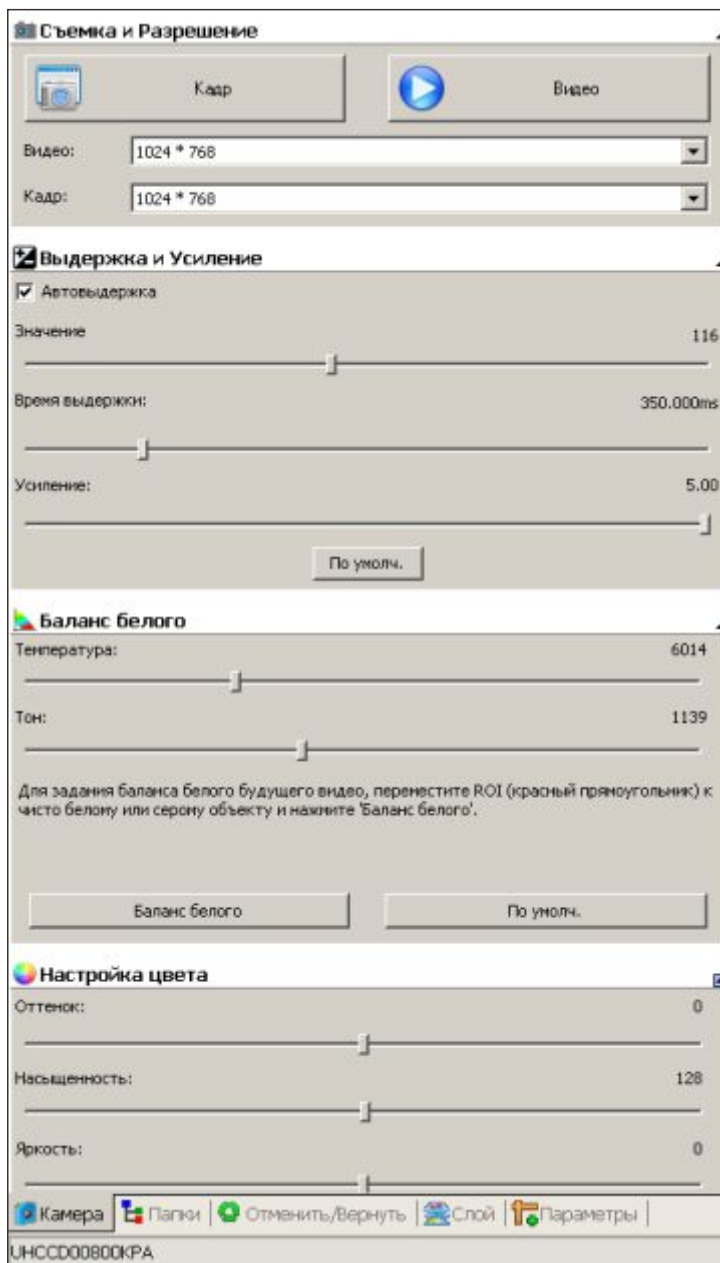 Съемка и Разрешение
Кадр Видео
Видео: 1024 * 768
Кадр: 1024 * 768
Выдержка и Усиление
Автовыдержка
Значение 116
Время выдержки: 350.000ms
Усиление: 5.00
По умолч.
Баланс белого
Температура: 6014
Тон: 1139
Для задания баланса белого будущего видео, переместите ROI (красный прямоугольник) к
чисто белому или серому объекту и нажмите 'Баланс белого'.
Баланс белого По умолч.
Настройка цвета
Оттенок: 0
Насыщенность: 128
Яркость: 0
Камера Папки Отменить/Вернуть Слой Параметры
UHCCD00800KPA